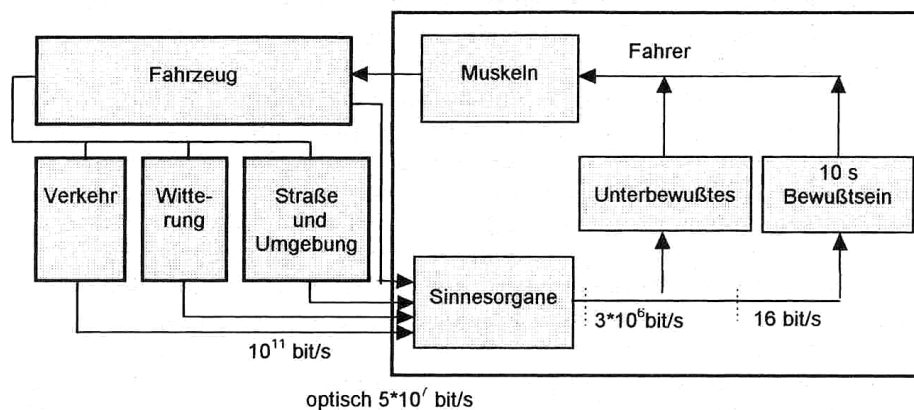 Fahrzeug
Muskeln
Fahrer
Verkehr
Witte-
rung
Straße
und
Umgebung
Unterbewußtes
10 s
Bewußtsein
Sinnesorgane
3*10⁶bit/s
16 bit/s
10¹¹ bit/s
optisch 5*10⁷ bit/s